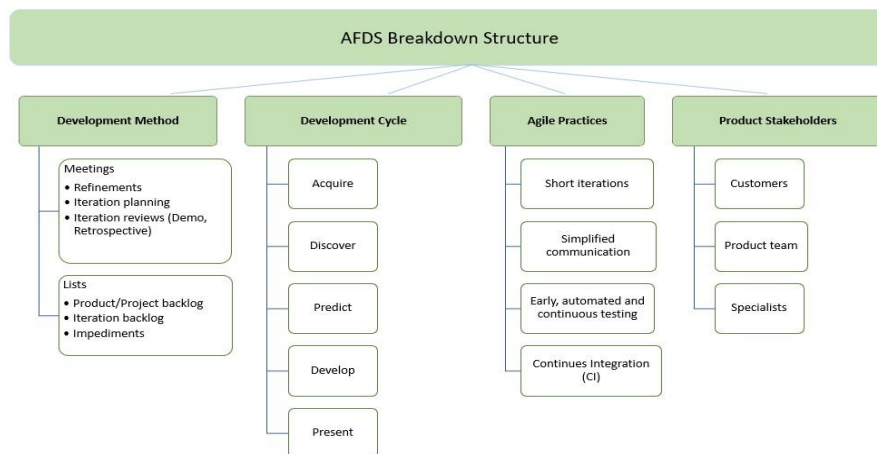 AFDS Breakdown Structure
Development Method
Meetings
• Refinements
• Iteration planning
• Iteration reviews (Demo,
Retrospective)
Lists
• Product/Project backlog
• Iteration backlog
• Impediments
Development Cycle
Acquire
Discover
Predict
Develop
Present
Agile Practices
Short iterations
Simplified
communication
Early, automated and
continuous testing
Continues Integration
(CI)
Product Stakeholders
Customers
Product team
Specialists